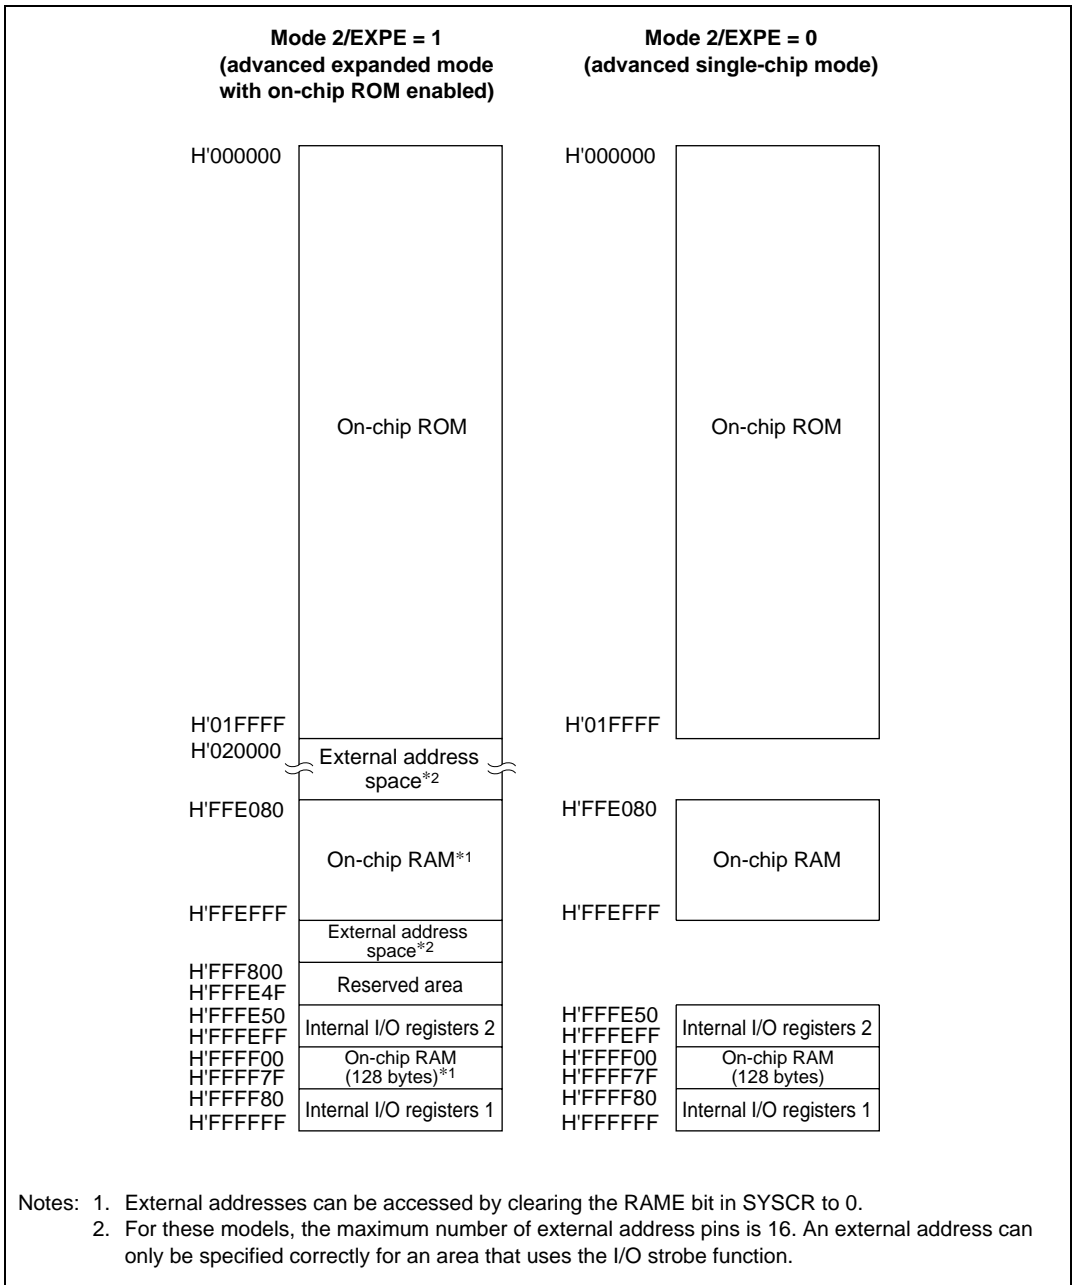 Mode 2/EXPE = 1
(advanced expanded mode
with on-chip ROM enabled)
Mode 2/EXPE = 0
(advanced single-chip mode)
H'000000
On-chip ROM
H'01FFFF
H'020000
External address
space*2
H'FFE080
On-chip RAM*1
H'FFEFFF
External address
space*2
H'FFF800
Reserved area
H'FFFE4F
H'FFFE50
Internal I/O registers 2
H'FFFEFF
H'FFFF00
On-chip RAM
(128 bytes)*1
H'FFFF7F
H'FFFF80
Internal I/O registers 1
H'FFFFFF
H'000000
On-chip ROM
H'01FFFF
H'FFE080
On-chip RAM
H'FFEFFF
H'FFFE50
Internal I/O registers 2
H'FFFEFF
H'FFFF00
On-chip RAM
(128 bytes)
H'FFFF7F
H'FFFF80
Internal I/O registers 1
H'FFFFFF
Notes: 1. External addresses can be accessed by clearing the RAME bit in SYSCR to 0.
2. For these models, the maximum number of external address pins is 16. An external address can
only be specified correctly for an area that uses the I/O strobe function.